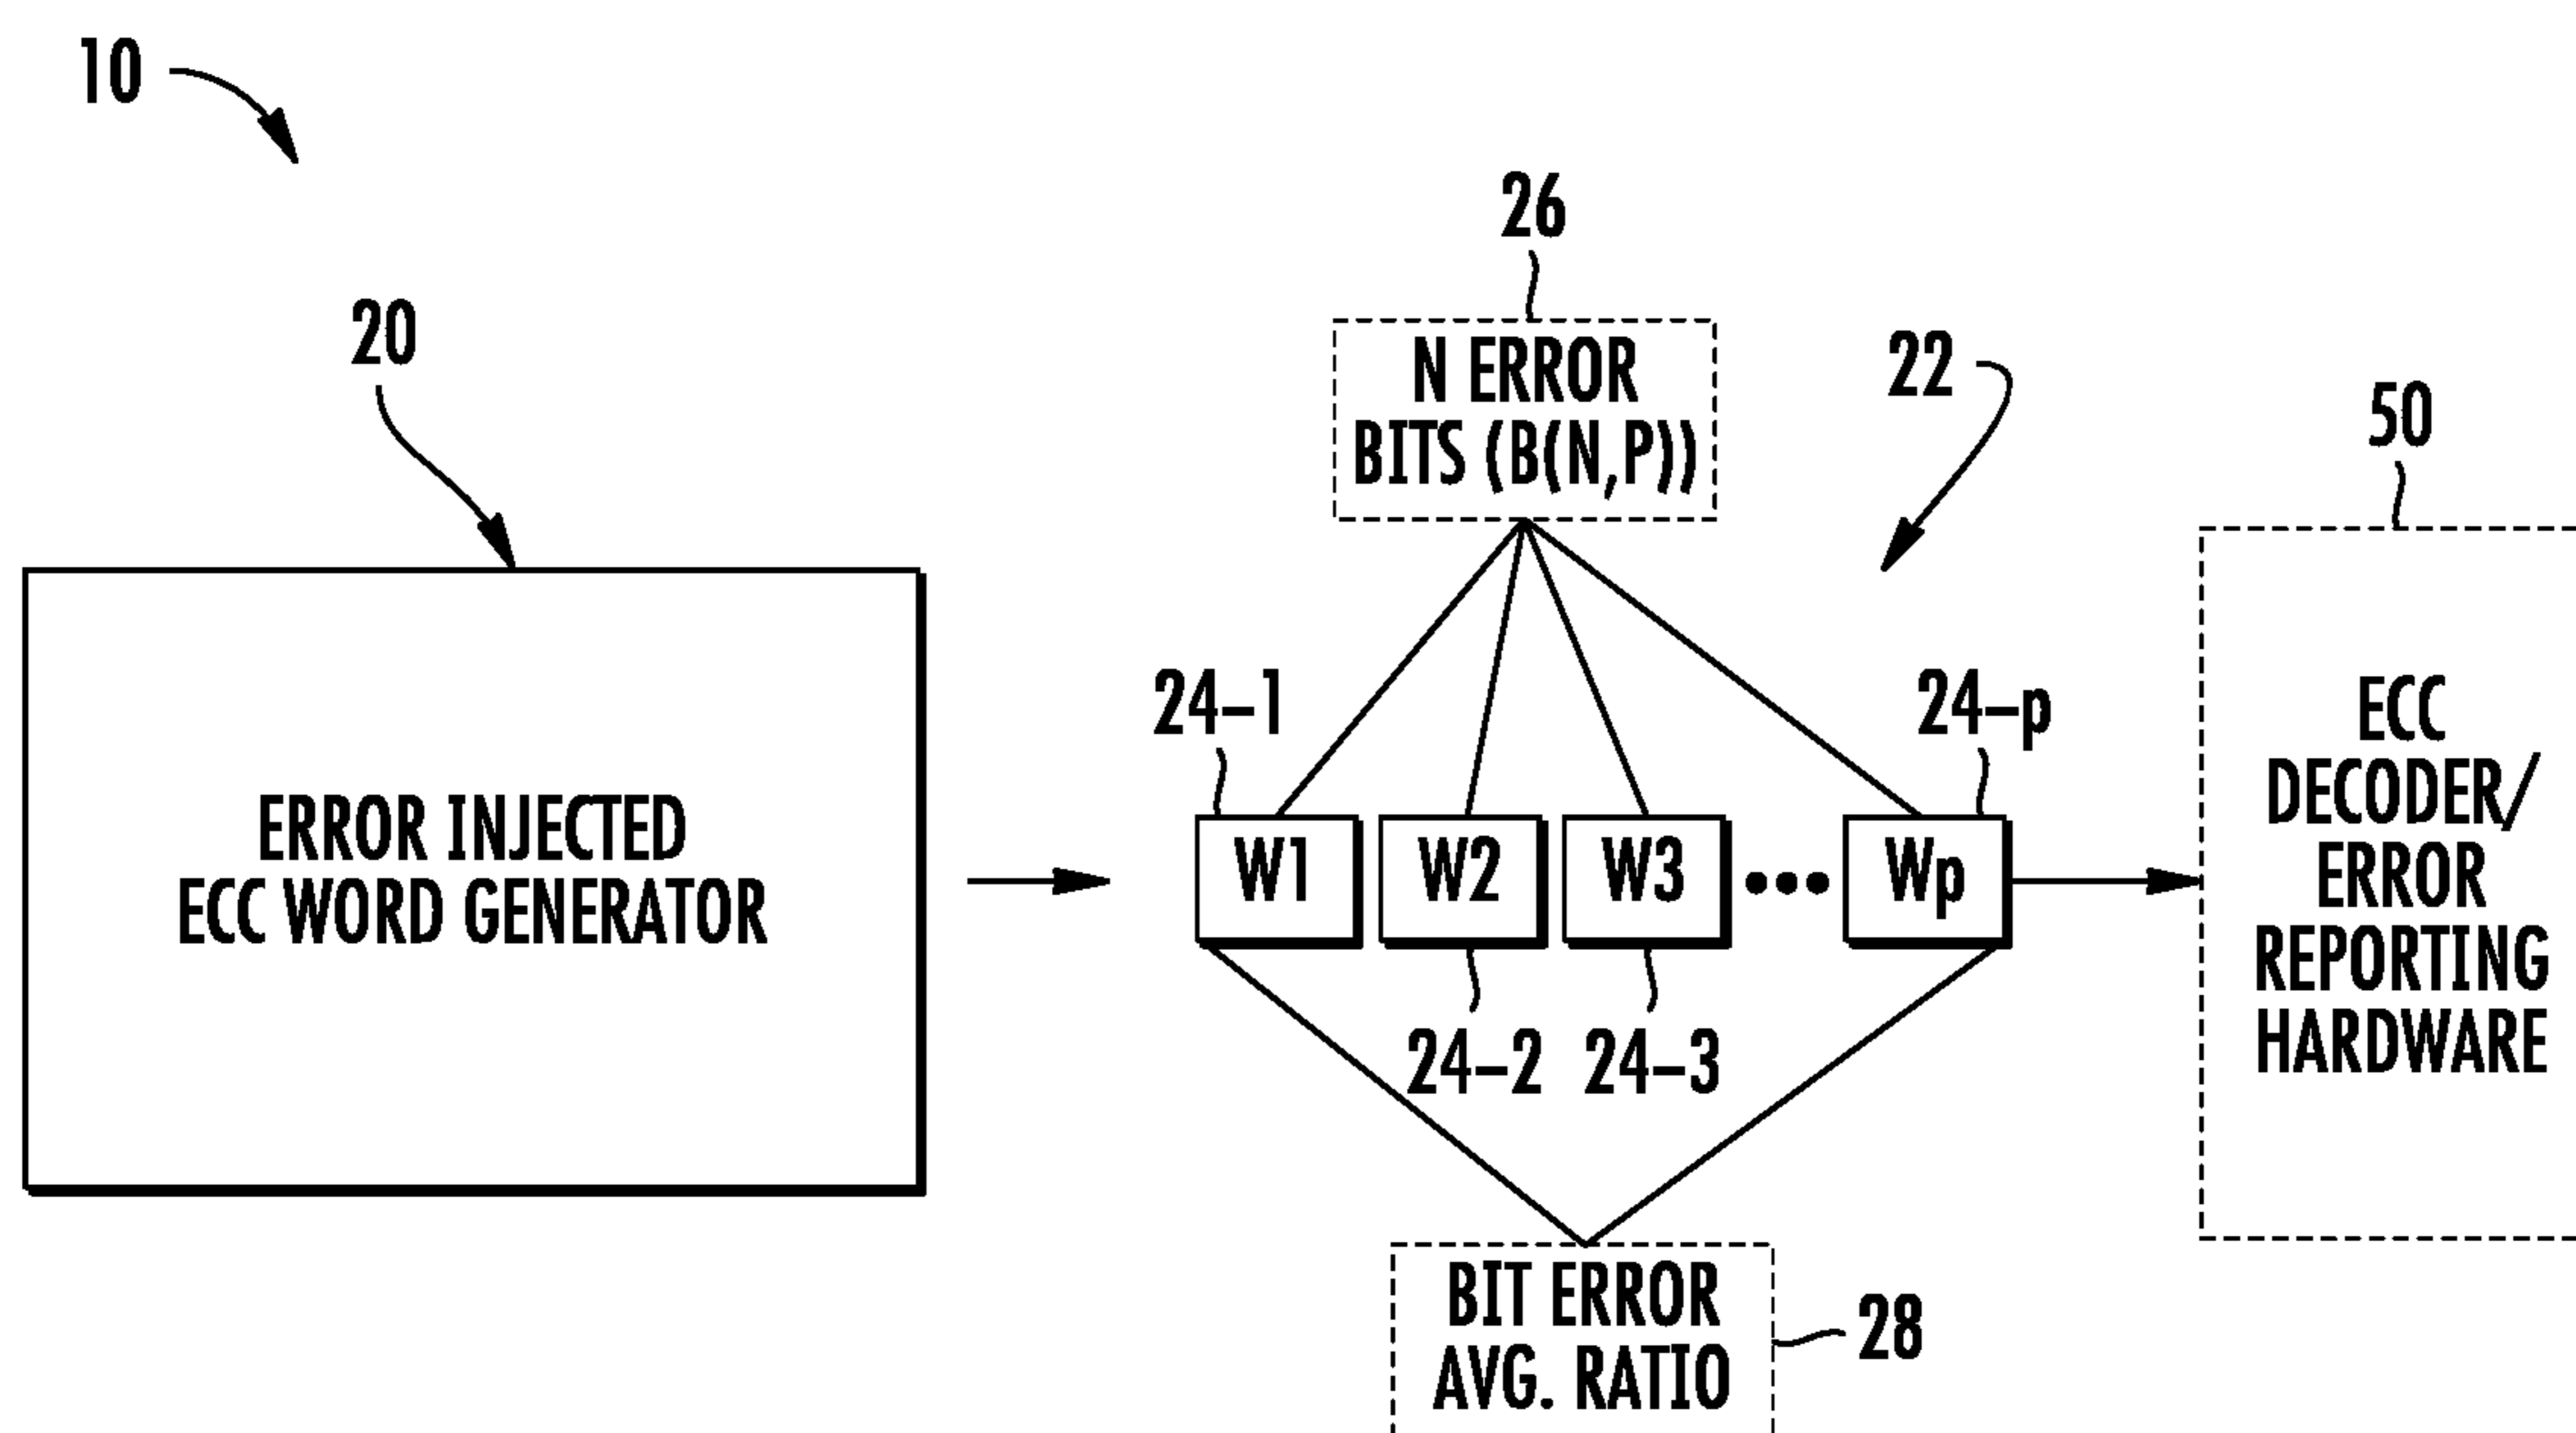 10
26
20
N ERROR
BITS (B(N,P))
22
50
24-1
24-p
ERROR INJECTED
ECC WORD GENERATOR
W1 W2 W3 ••• Wp
24-2 24-3
ECC
DECODER/
ERROR
REPORTING
HARDWARE
BIT ERROR
AVG. RATIO
28